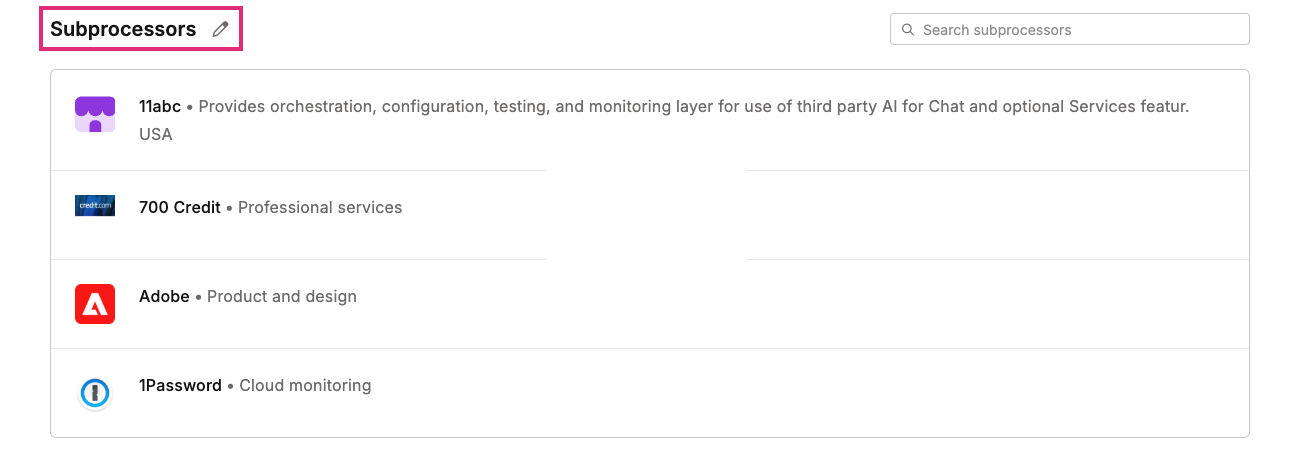 Subprocessors
Search subprocessors
11abc • Provides orchestration, configuration, testing, and monitoring layer for use of third party AI for Chat and optional Services featur.
USA
credit.com
700 Credit • Professional services
Adobe • Product and design
1Password • Cloud monitoring